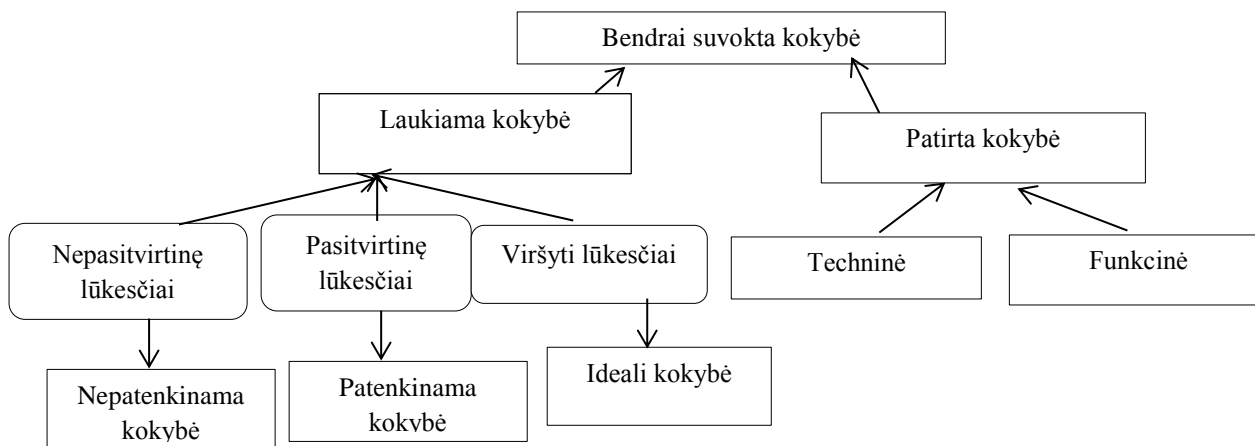 Bendrai suvokta kokybė
Laukiama kokybė
Patirta kokybė
Nepasitvirtinę
lūkesčiai
Pasitvirtinę
lūkesčiai
Viršyti lūkesčiai
Techninė
Funkcinė
Nepatenkinama
kokybė
Patenkinama
kokybė
Ideali kokybė